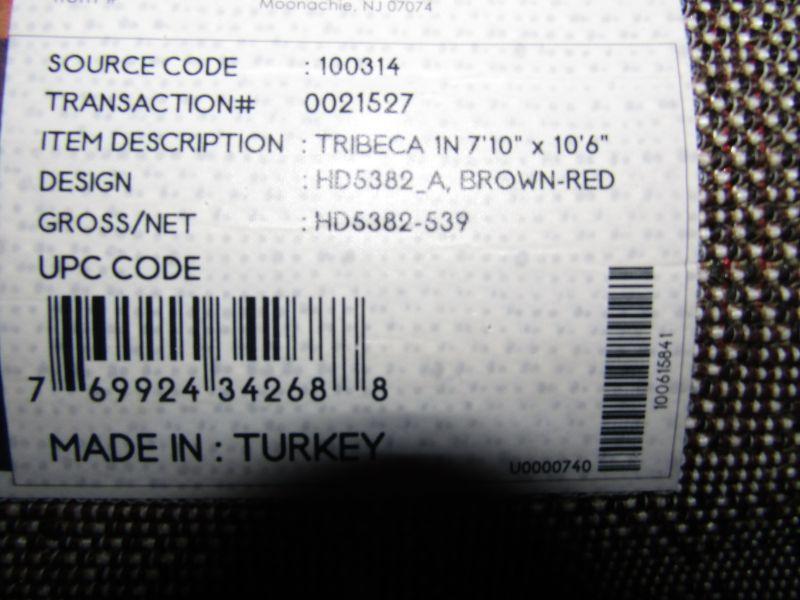 Moonachie, NJ 07074
SOURCE CODE : 100314
TRANSACTION# 0021527
ITEM DESCRIPTION : TRIBECA 1N 7'10" x 10'6"
DESIGN : HD5382_A, BROWN-RED
GROSS/NET : HD5382-539
UPC CODE
7 69924 34268 8
100615841
MADE IN : TURKEY
U0000740